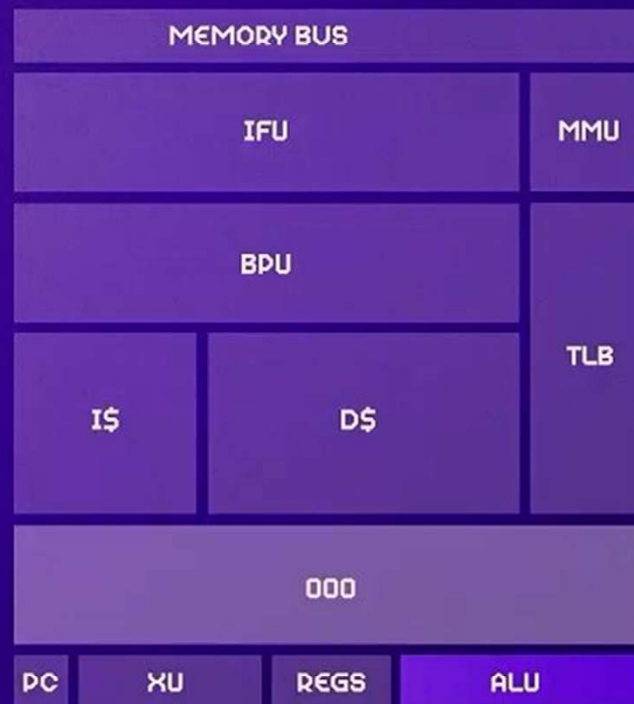 MEMORY BUS
IFU
MMU
BPU
TLB
I$
D$
OOO
PC
XU
REGS
ALU